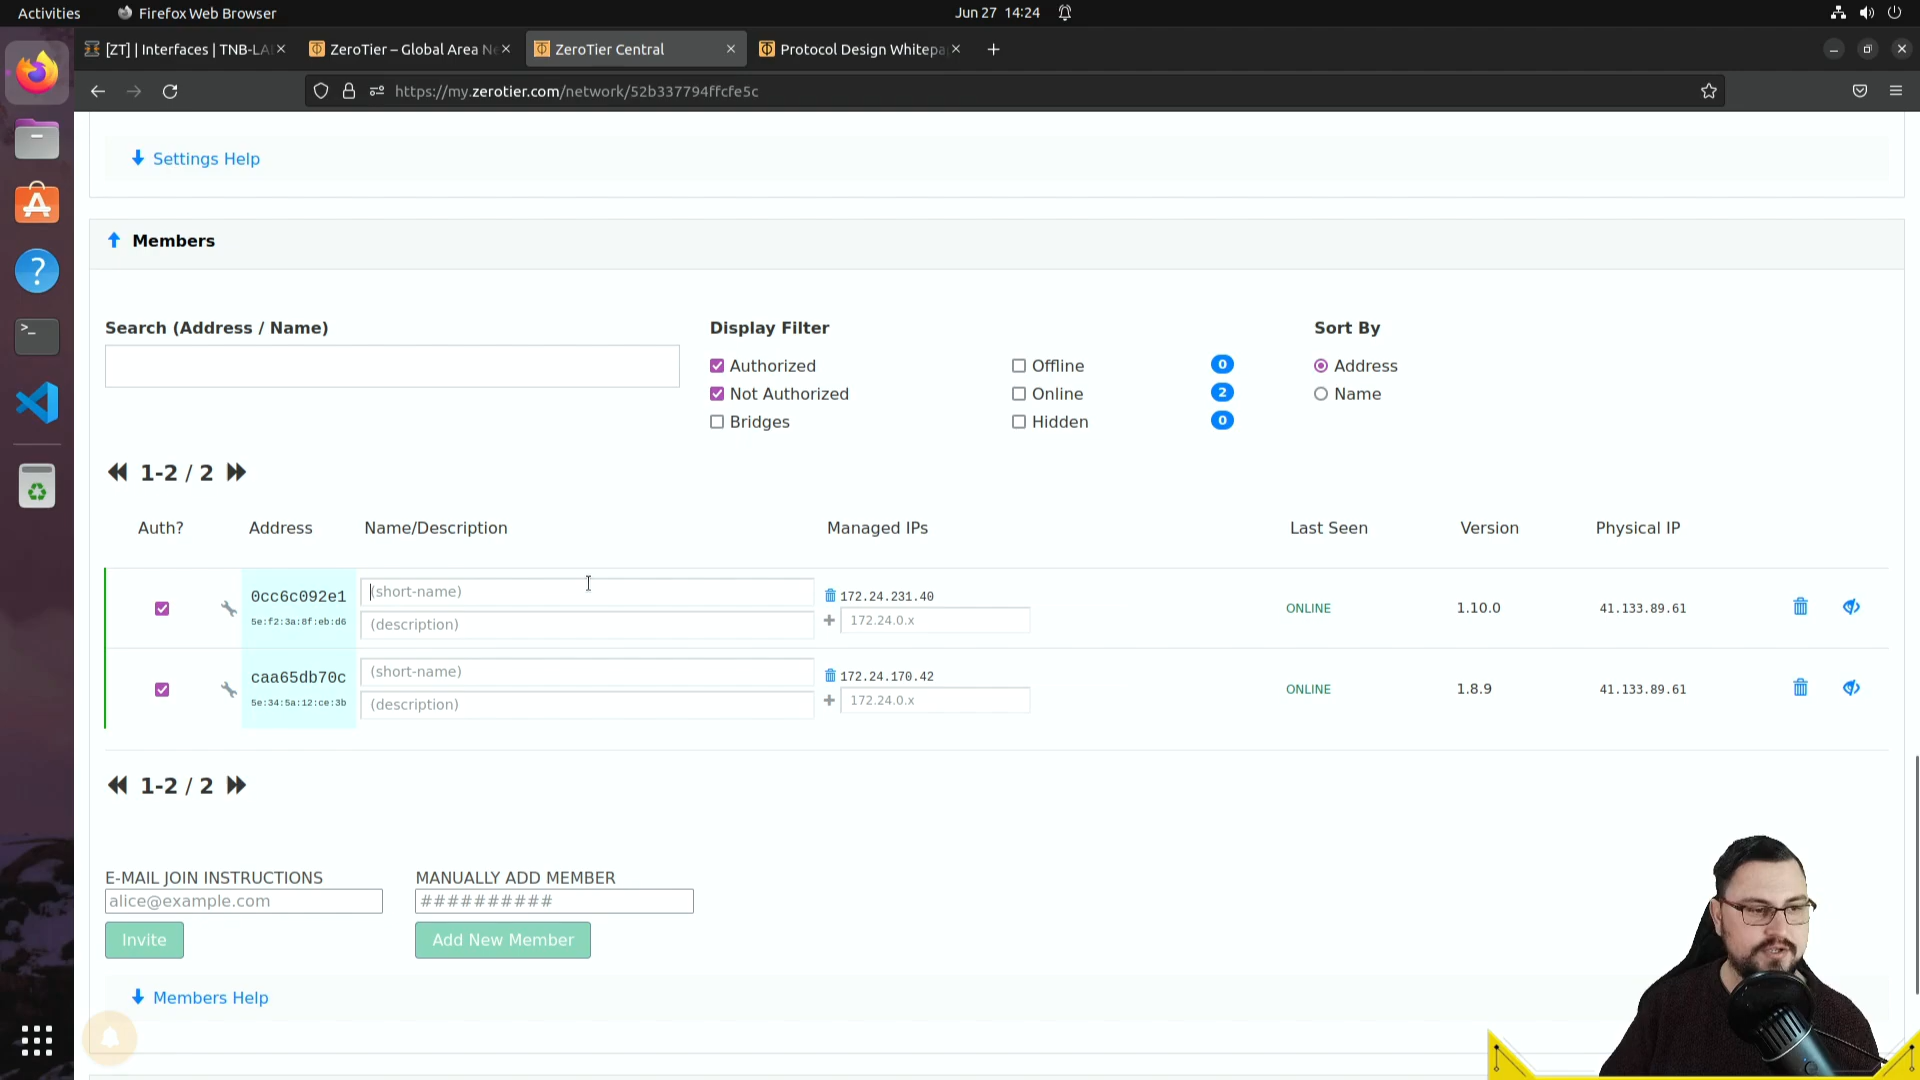 Activities
Firefox Web Browser
Jun 27 14:24
[ZT] | Interfaces | TNB-LA
ZeroTier – Global Area Ne
ZeroTier Central
Protocol Design Whitepa
https://my.zerotier.com/network/52b337794ffcfe5c
Settings Help
Members
Search (Address / Name)
Display Filter
Sort By
Authorized
Offline
0
Address
Not Authorized
Online
2
Name
Bridges
Hidden
0
1-2 / 2
Auth?
Address
Name/Description
Managed IPs
Last Seen
Version
Physical IP
0cc6c092e1
5e:f2:3a:8f:eb:d6
(short-name)
(description)
172.24.231.40
172.24.0.x
ONLINE
1.10.0
41.133.89.61
caa65db70c
5e:34:5a:12:ce:3b
(short-name)
(description)
172.24.170.42
172.24.0.x
ONLINE
1.8.9
41.133.89.61
1-2 / 2
E-MAIL JOIN INSTRUCTIONS
MANUALLY ADD MEMBER
alice@example.com
##########
Invite
Add New Member
Members Help